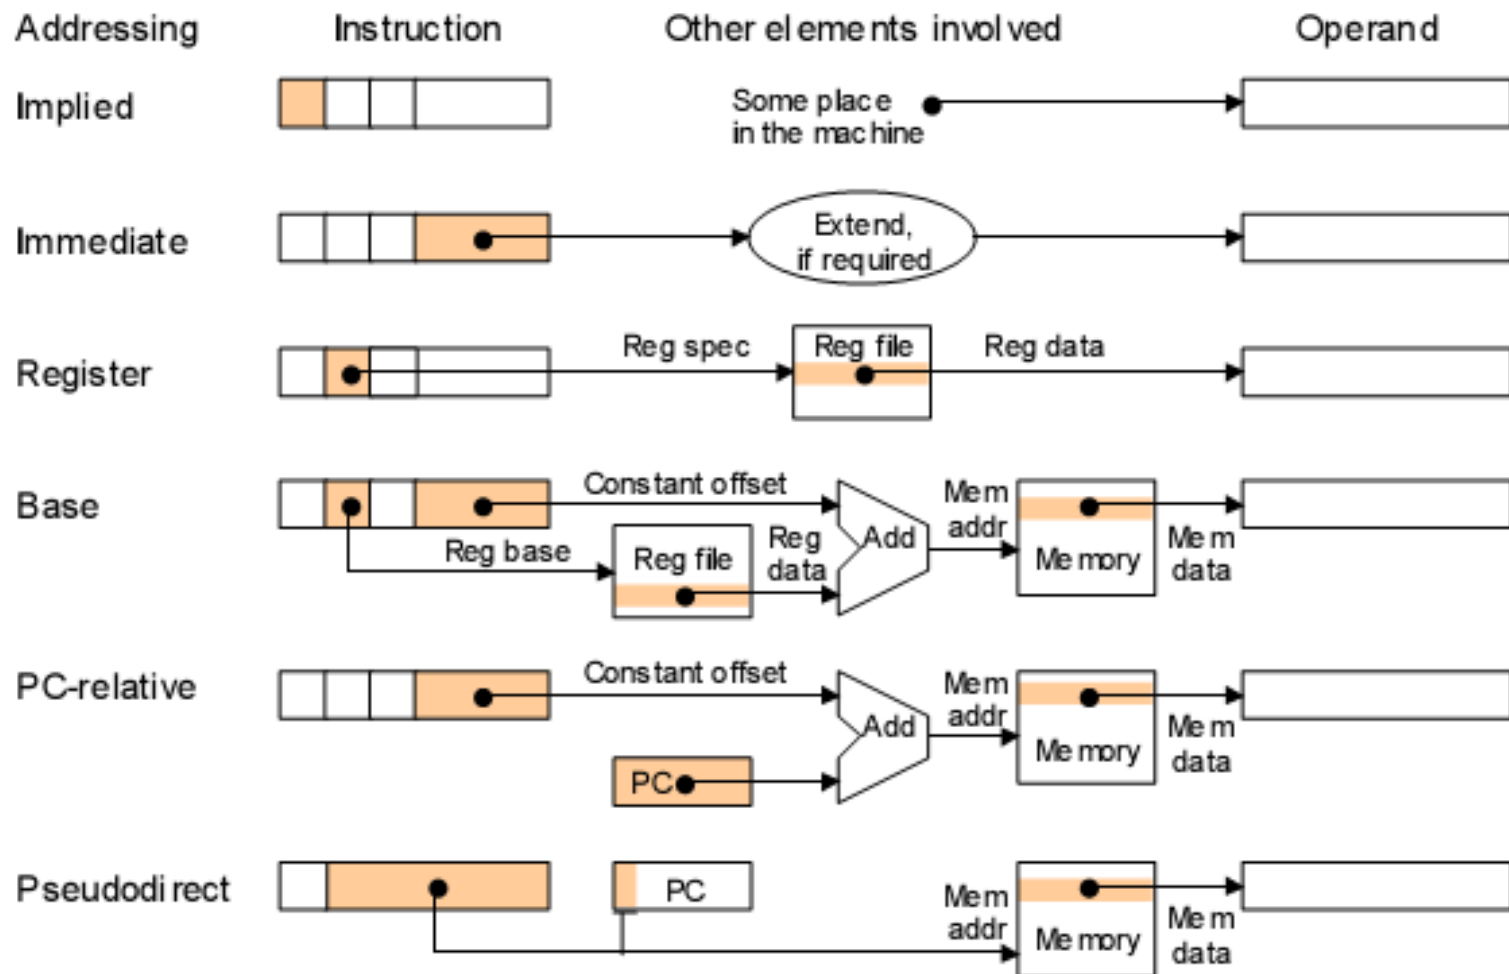 Addressing Instruction Other elements involved Operand
Implied
Some place
in the machine
Immediate
Extend,
if required
Register
Reg spec
Reg file
Reg data
Base
Constant offset
Reg base
Reg file
Reg
data
Add
Mem
addr
Memory
Mem
data
PC-relative
Constant offset
PC
Add
Mem
addr
Memory
Mem
data
Pseudodirect
PC
Mem
addr
Memory
Mem
data